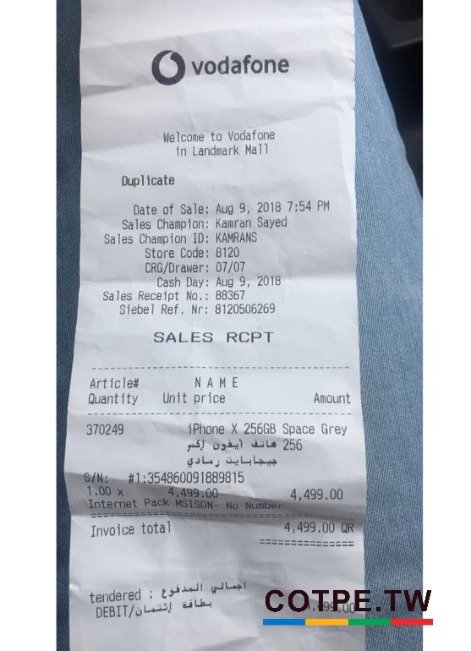 vodafone
Welcome to Vodafone
in Landmark Mall
Duplicate
Date of Sale: Aug 9, 2018 7:54 PM
Sales Champion: Kamran Sayed
Sales Champion ID: KAMRANS
Store Code: 8120
CRG/Drawer: 07/07
Cash Day: Aug 9, 2018
Sales Receipt No.: 88367
Siebel Ref. Nr: 8120506269
SALES RCPT
Article# NAME
Quantity Unit price Amount
370249 iPhone X 256GB Space Grey
256 هاتف ايفون اكس
جيجابايت رمادي
S/N: #1:354860091889815
1.00 x 4,499.00 4,499.00
Internet Pack MSISDN- No Number
Invoice total 4,499.00 QR
tendered : اجمالي المدفوع
DEBIT/بطاقة إئتمان
COTPE.TW